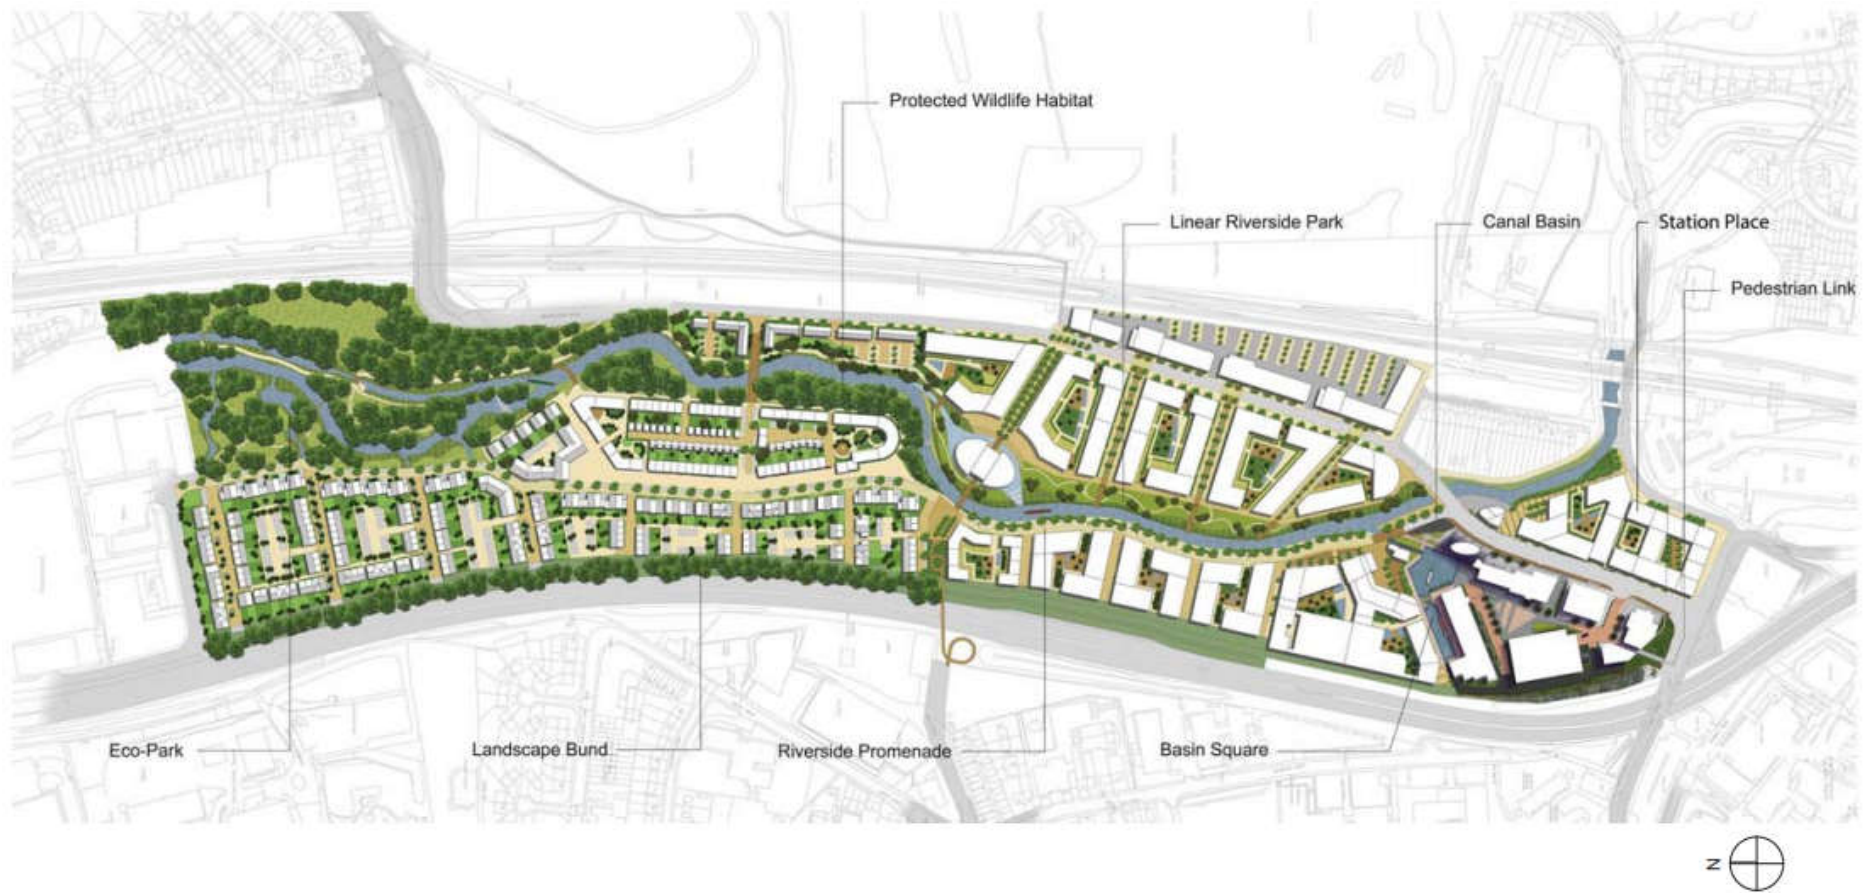 Protected Wildlife Habitat
Linear Riverside Park
Canal Basin
Station Place
Pedestrian Link
Eco-Park
Landscape Bund
Riverside Promenade
Basin Square
N